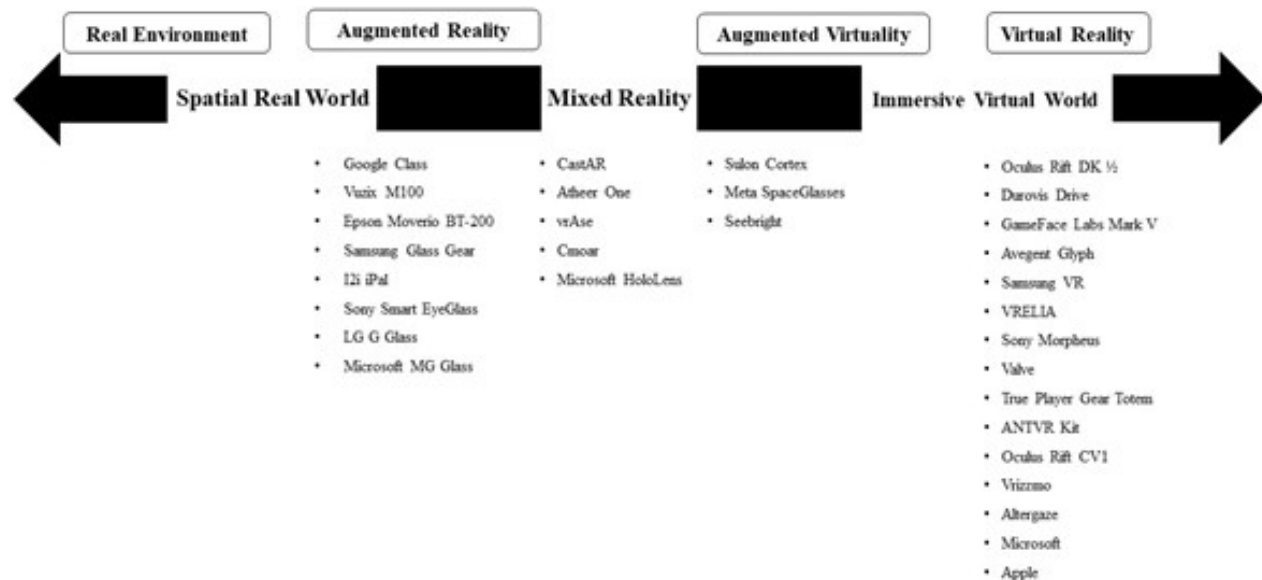 Real Environment
Augmented Reality
Augmented Virtuality
Virtual Reality
Spatial Real World
Mixed Reality
Immersive Virtual World
• Google Class
• Vuzix M100
• Epson Moverio BT-200
• Samsung Glass Gear
• I2i iPal
• Sony Smart EyeGlass
• LG G Glass
• Microsoft MG Glass
• CastAR
• Atheer One
• vrAse
• Cmoar
• Microsoft HoloLens
• Sulon Cortex
• Meta SpaceGlasses
• Seebright
• Oculus Rift DK ½
• Durovis Drive
• GameFace Labs Mark V
• Avegent Glyph
• Samsung VR
• VRELIA
• Sony Morpheus
• Valve
• True Player Gear Totem
• ANTVR Kit
• Oculus Rift CV1
• Vrizzmo
• Altergaze
• Microsoft
• Apple